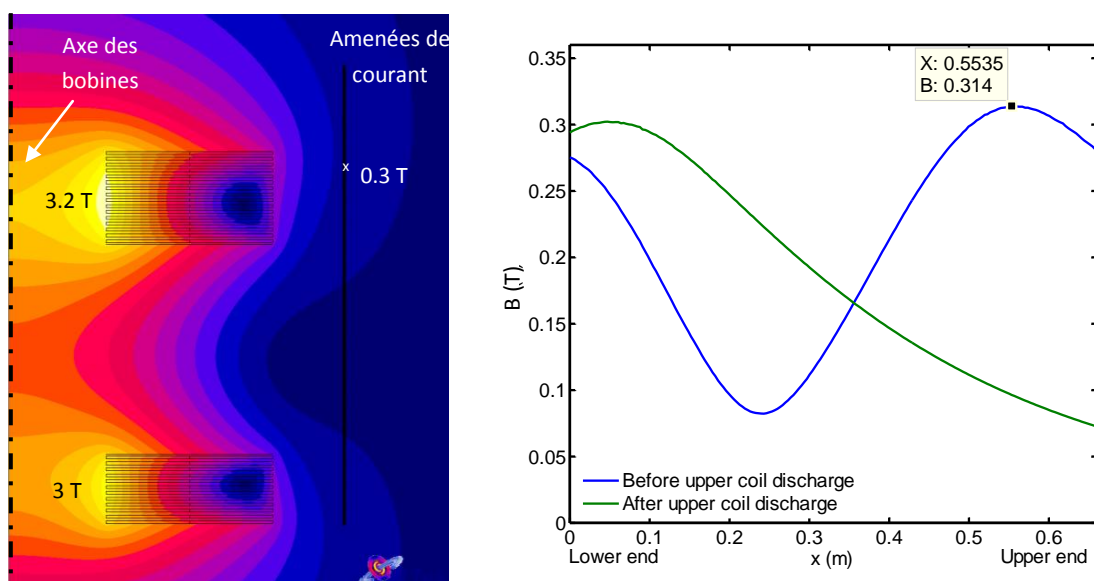 Axe des
bobines
Amenées de
courant
3.2 T
x 0.3 T
3 T
X: 0.5535
B: 0.314
0.35
0.3
0.25
0.2
0.15
0.1
0.05
0
B (T)
Before upper coil discharge
After upper coil discharge
0 0.1 0.2 0.3 0.4 0.5 0.6
Lower end x (m) Upper end